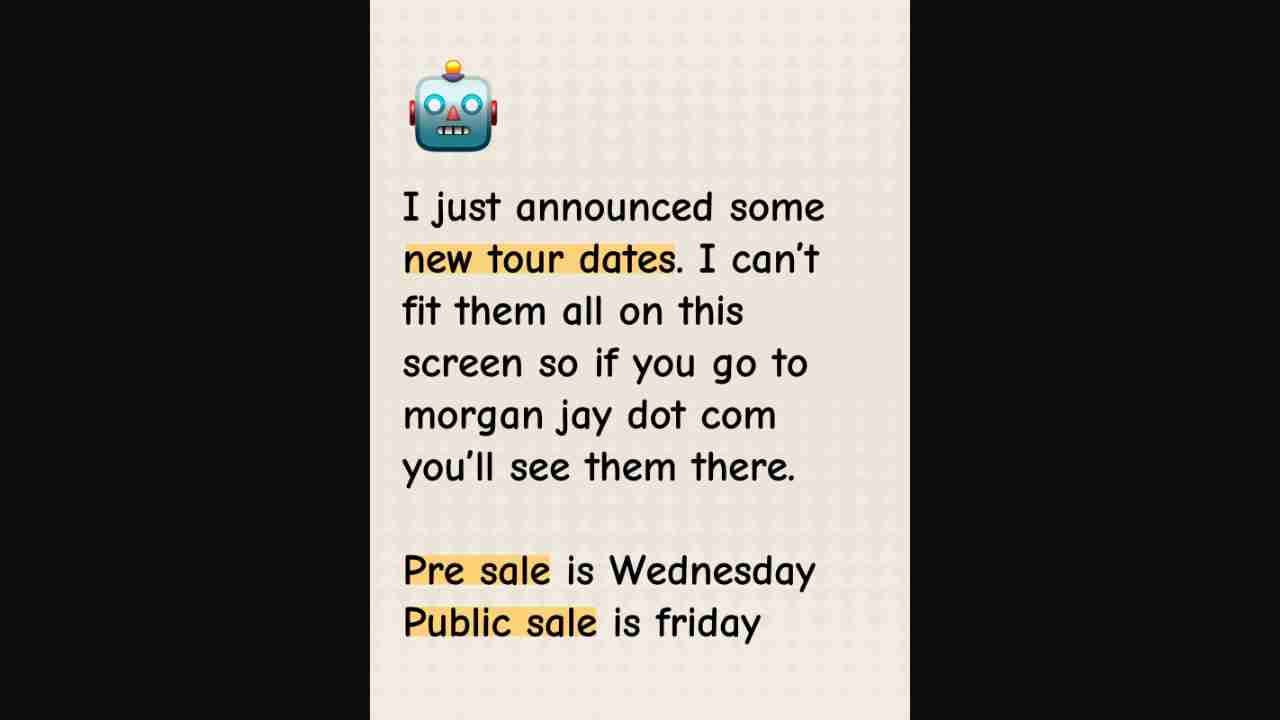 I just announced some
new tour dates. I can't
fit them all on this
screen so if you go to
morgan jay dot com
you'll see them there.
Pre sale is Wednesday
Public sale is friday